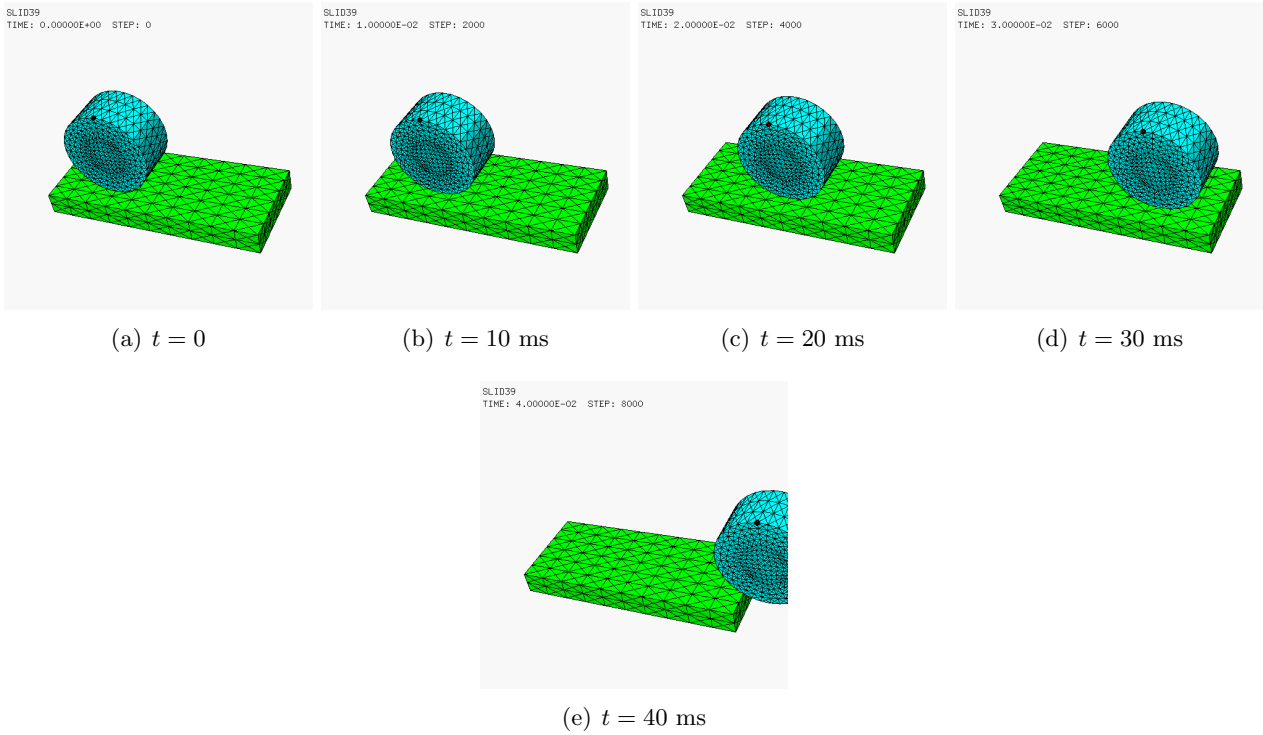 SLID39
TIME: 0.00000E+00 STEP: 0
SLID39
TIME: 1.00000E-02 STEP: 2000
SLID39
TIME: 2.00000E-02 STEP: 4000
SLID39
TIME: 3.00000E-02 STEP: 6000
(a) t = 0
(b) t = 10 ms
(c) t = 20 ms
(d) t = 30 ms
SLID39
TIME: 4.00000E-02 STEP: 8000
(e) t = 40 ms